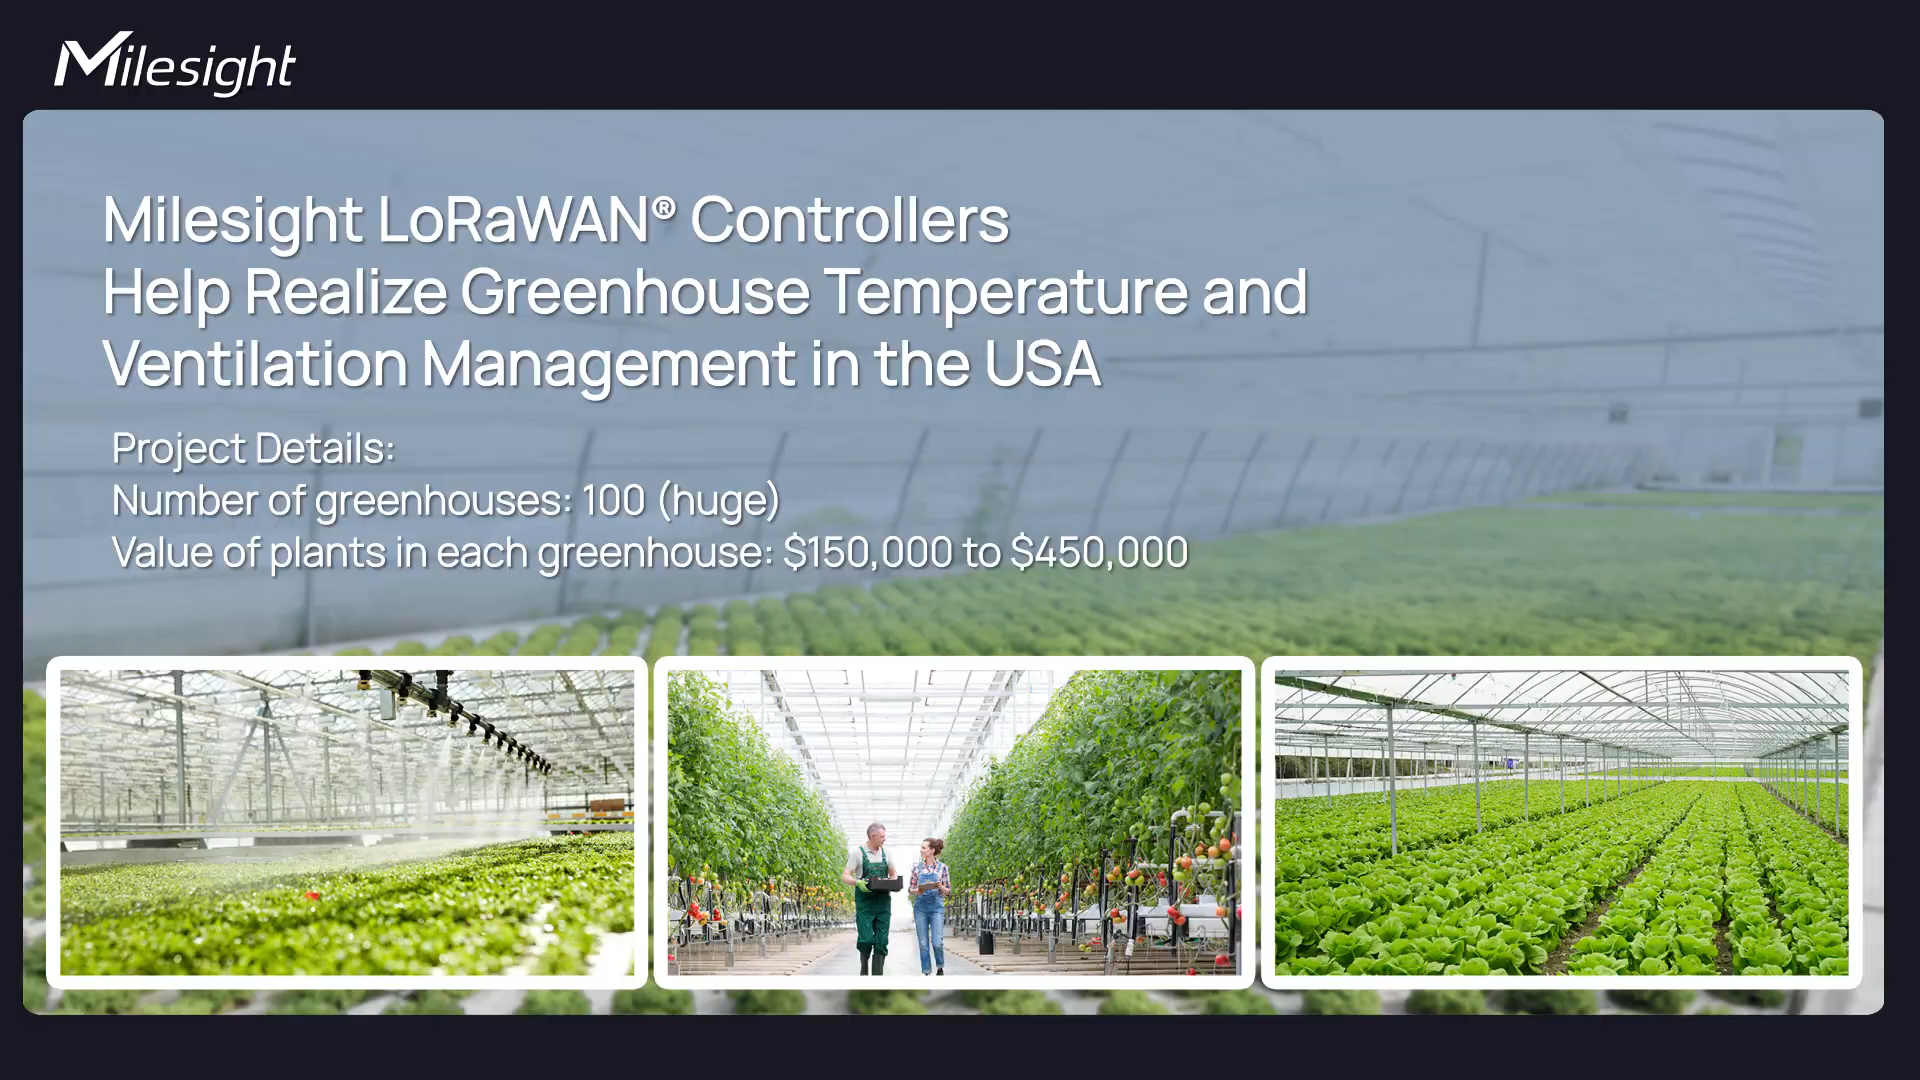 Milesight
Milesight LoRaWAN® Controllers
Help Realize Greenhouse Temperature and
Ventilation Management in the USA
Project Details:
Number of greenhouses: 100 (huge)
Value of plants in each greenhouse: $150,000 to $450,000